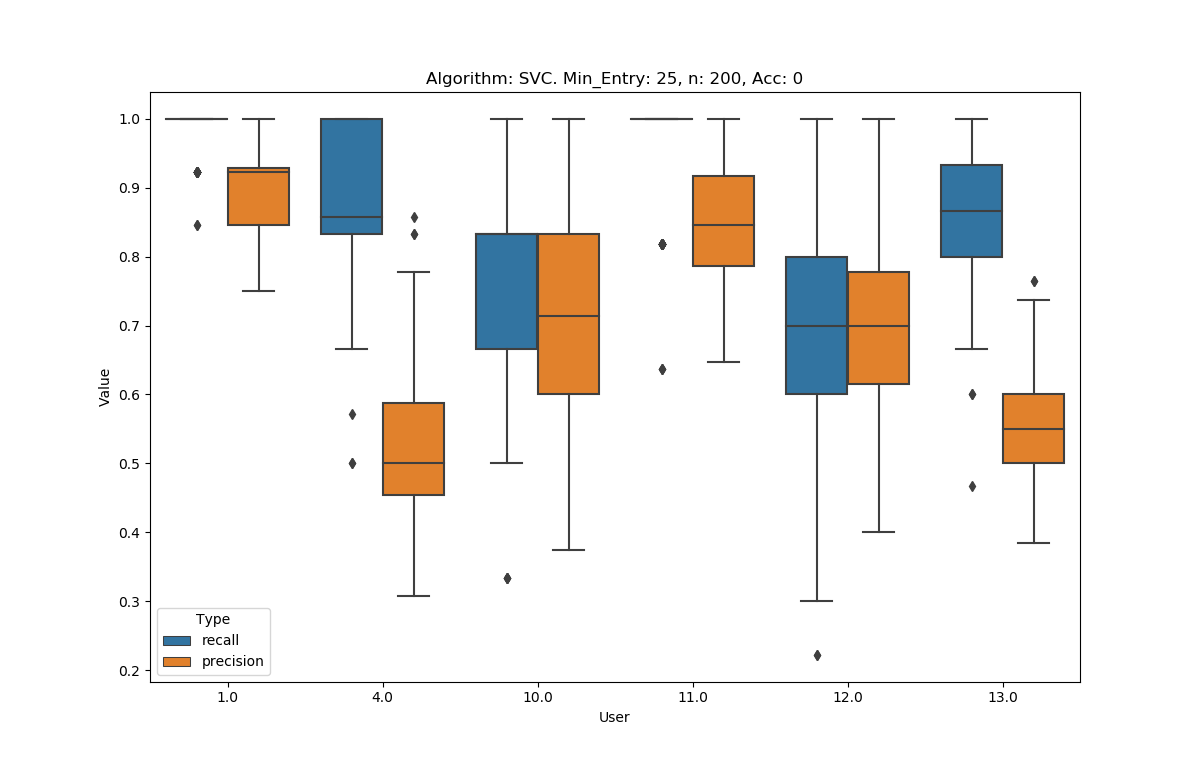 Algorithm: SVC. Min_Entry: 25, n: 200, Acc: 0
1.0
0.9
0.8
0.7
0.6
0.5
0.4
0.3
0.2
Value
Type
recall
precision
1.0 4.0 10.0 11.0 12.0 13.0
User